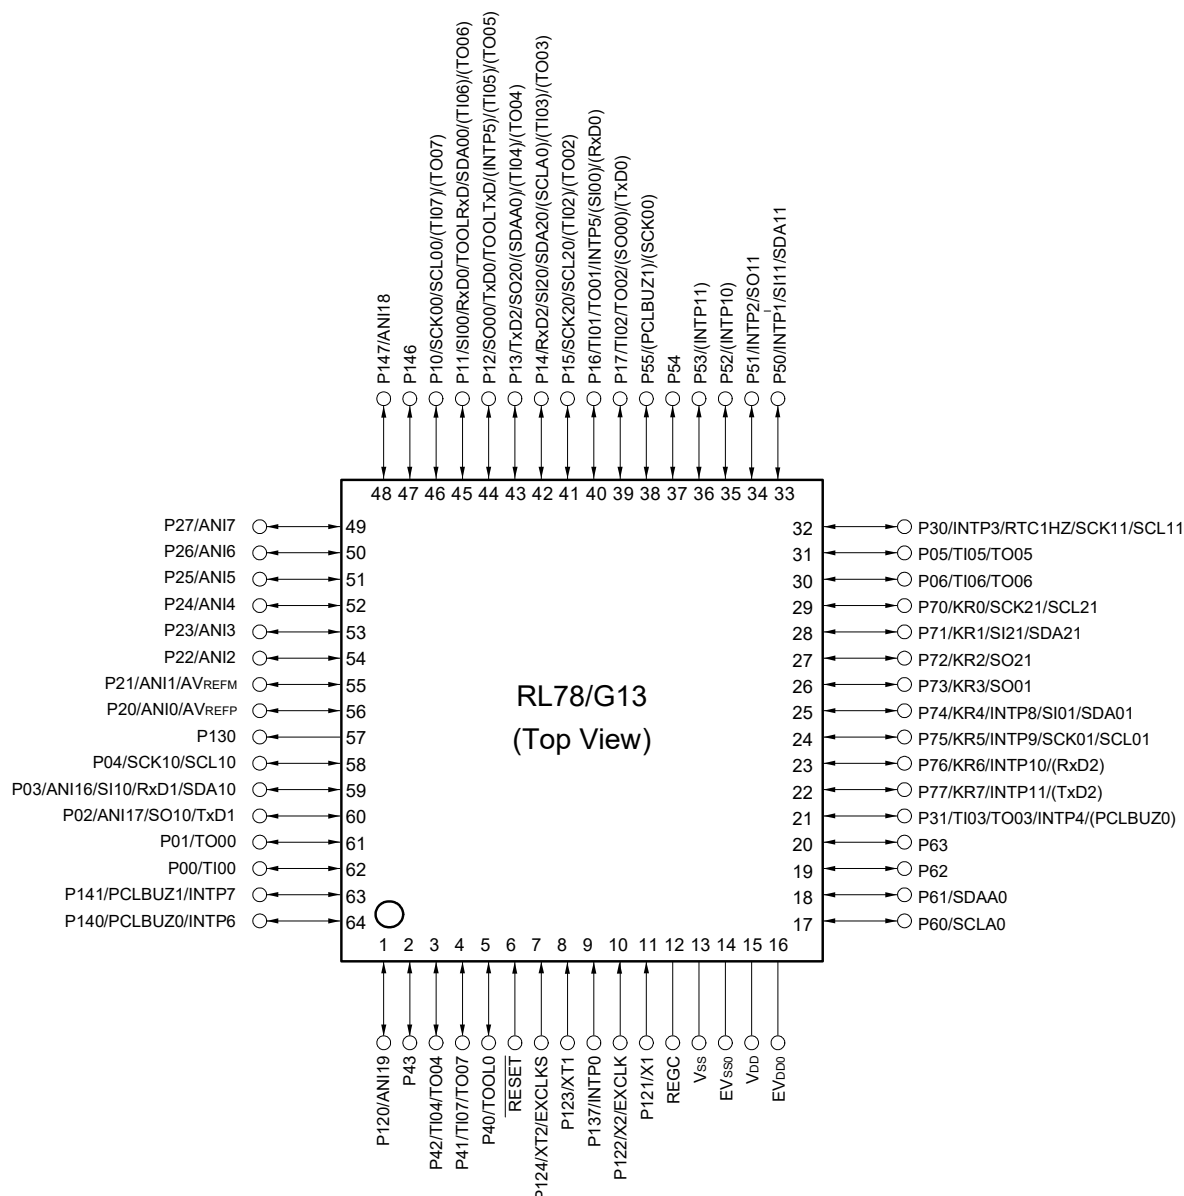 P147/ANI18
P146
P10/SCK00/SCL00/(TI07)/(TO07)
P11/SI00/RxD0/TOOLRxD/SDA00/(TI06)/(TO06)
P12/SO00/TxD0/TOOLTxD/(INTP5)/(TI05)/(TO05)
P13/TxD2/SO20/(SDAA0)/(TI04)/(TO04)
P14/RxD2/SI20/SDA20/(SCLA0)/(TI03)/(TO03)
P15/SCK20/SCL20/(TI02)/(TO02)
P16/TI01/TO01/INTP5/(SI00)/(RxD0)
P17/TI02/TO02/(SO00)/(TxD0)
P55/(PCLBUZ1)/(SCK00)
P54
P53/(INTP11)
P52/(INTP10)
P51/INTP2/SO11
P50/INTP1/SI11/SDA11
48 47 46 45 44 43 42 41 40 39 38 37 36 35 34 33
P27/ANI7 49
P26/ANI6 50
P25/ANI5 51
P24/ANI4 52
P23/ANI3 53
P22/ANI2 54
P21/ANI1/AVREFM 55
P20/ANI0/AVREFP 56
P130 57
P04/SCK10/SCL10 58
P03/ANI16/SI10/RxD1/SDA10 59
P02/ANI17/SO10/TxD1 60
P01/TO00 61
P00/TI00 62
P141/PCLBUZ1/INTP7 63
P140/PCLBUZ0/INTP6 64
RL78/G13
(Top View)
32 P30/INTP3/RTC1HZ/SCK11/SCL11
31 P05/TI05/TO05
30 P06/TI06/TO06
29 P70/KR0/SCK21/SCL21
28 P71/KR1/SI21/SDA21
27 P72/KR2/SO21
26 P73/KR3/SO01
25 P74/KR4/INTP8/SI01/SDA01
24 P75/KR5/INTP9/SCK01/SCL01
23 P76/KR6/INTP10/(RxD2)
22 P77/KR7/INTP11/(TxD2)
21 P31/TI03/TO03/INTP4/(PCLBUZ0)
20 P63
19 P62
18 P61/SDAA0
17 P60/SCLA0
1 2 3 4 5 6 7 8 9 10 11 12 13 14 15 16
P120/ANI19
P43
P42/TI04/TO04
P41/TI07/TO07
P40/TOOL0
RESET
P124/XT2/EXCLKS
P123/XT1
P137/INTP0
P122/X2/EXCLK
P121/X1
REGC
VSS
EVSS0
VDD
EVDD0